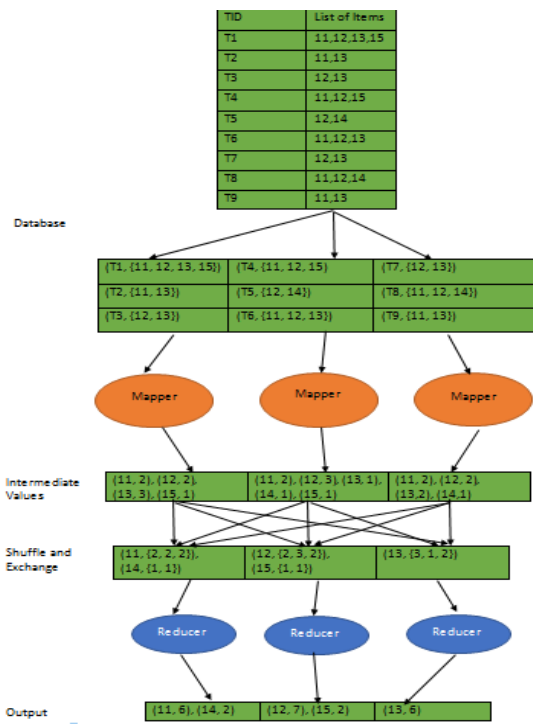 TID List of Items
T1 11,12,13,15
T2 11,13
T3 12,13
T4 11,12,15
T5 12,14
T6 11,12,13
T7 12,13
T8 11,12,14
T9 11,13
Database
(T1, {11, 12, 13, 15}) (T4, {11, 12, 15) (T7, {12, 13})
(T2, {11, 13}) (T5, {12, 14}) (T8, {11, 12, 14})
(T3, {12, 13}) (T6, {11, 12, 13}) (T9, {11, 13})
Mapper Mapper Mapper
Intermediate
Values
(11, 2), (12, 2),
(13, 3), (15, 1)
(11, 2), (12, 3), (13, 1),
(14, 1), (15, 1)
(11, 2), (12, 2),
(13,2), (14,1)
Shuffle and
Exchange
(11, {2, 2, 2}),
(14, {1, 1})
(12, {2, 3, 2}),
(15, {1, 1})
(13, {3, 1, 2})
Reducer Reducer Reducer
Output
(11, 6), (14, 2) (12, 7), (15, 2) (13, 6)